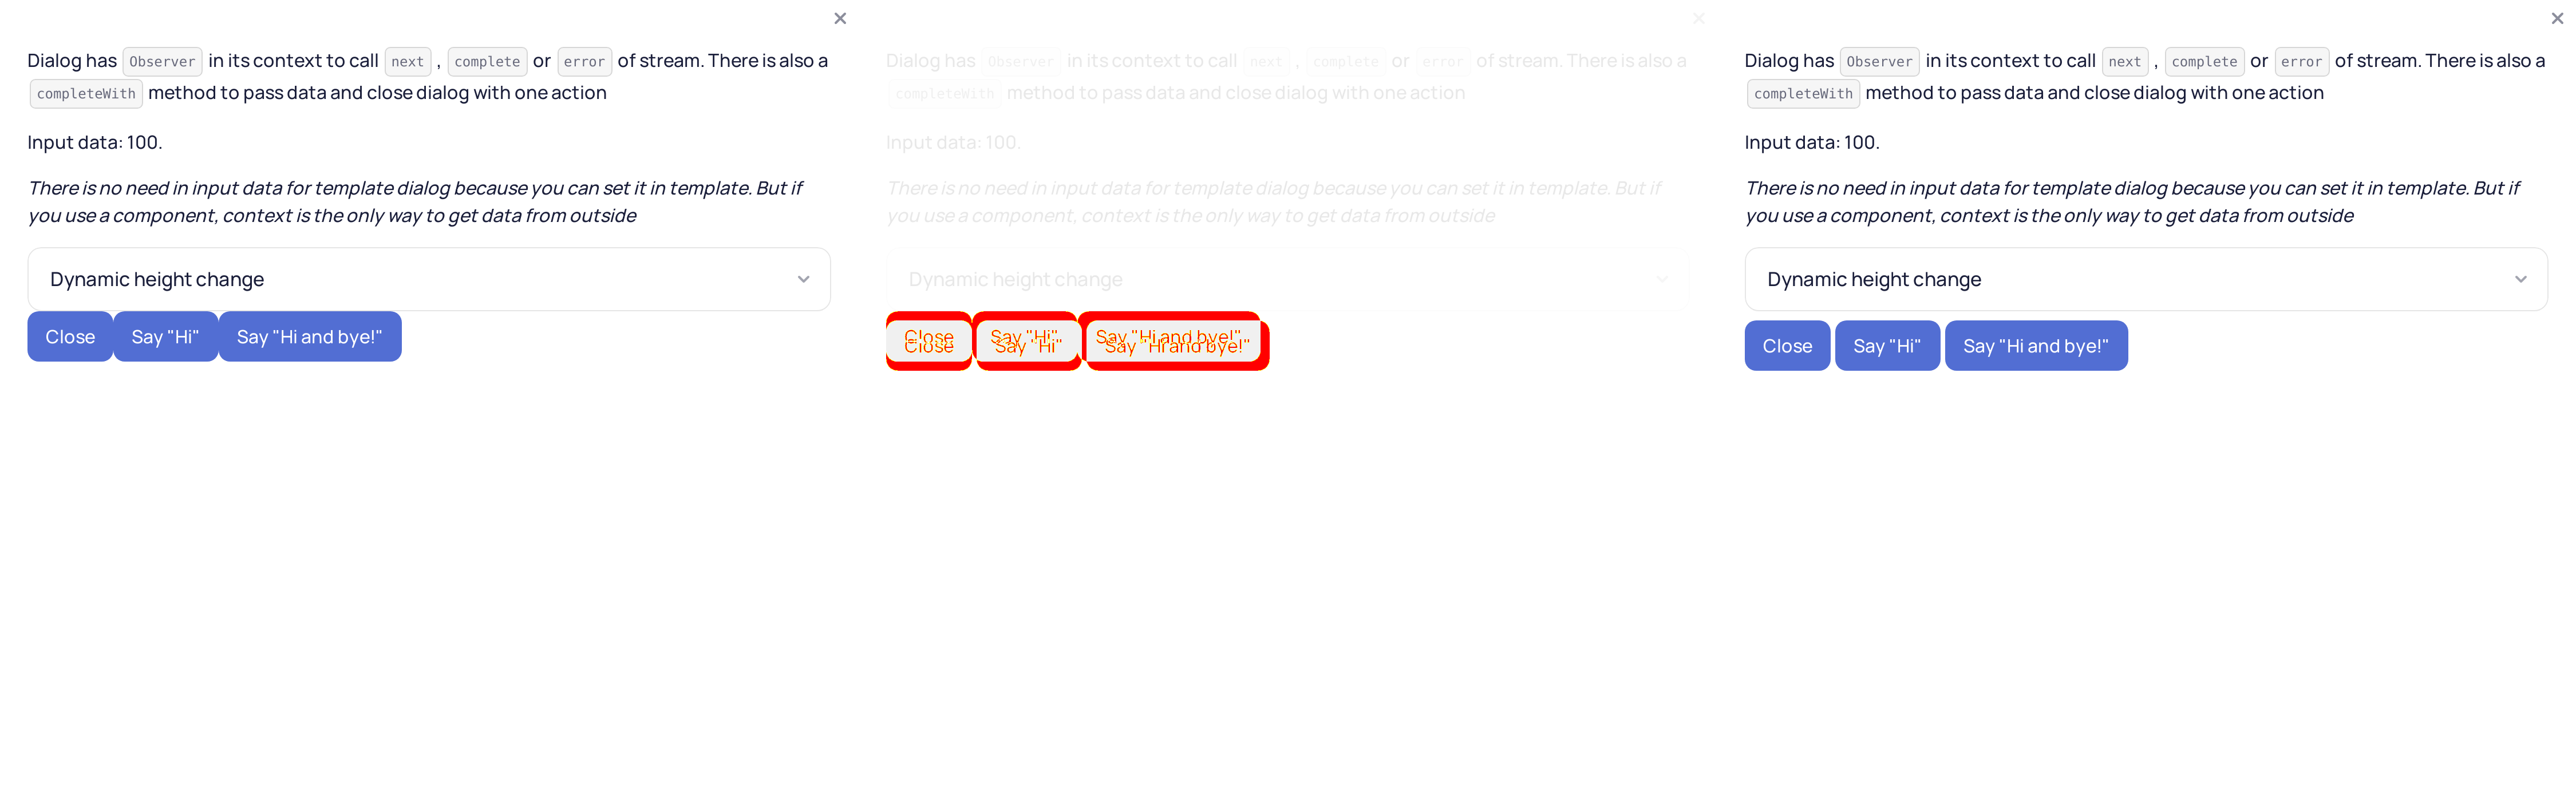 Dialog has Observer in its context to call next , complete or error of stream. There is also a
completeWith method to pass data and close dialog with one action
Input data: 100.
There is no need in input data for template dialog because you can set it in template. But if
you use a component, context is the only way to get data from outside
Dynamic height change
Close Say "Hi" Say "Hi and bye!"
Dialog has Observer in its context to call next , complete or error of stream. There is also a
completeWith method to pass data and close dialog with one action
Input data: 100.
There is no need in input data for template dialog because you can set it in template. But if
you use a component, context is the only way to get data from outside
Dynamic height change
Close Say "Hi" Say "Hi and bye!"
Close Say "Hi" Say "Hi and bye!"
Dialog has Observer in its context to call next , complete or error of stream. There is also a
completeWith method to pass data and close dialog with one action
Input data: 100.
There is no need in input data for template dialog because you can set it in template. But if
you use a component, context is the only way to get data from outside
Dynamic height change
Close Say "Hi" Say "Hi and bye!"